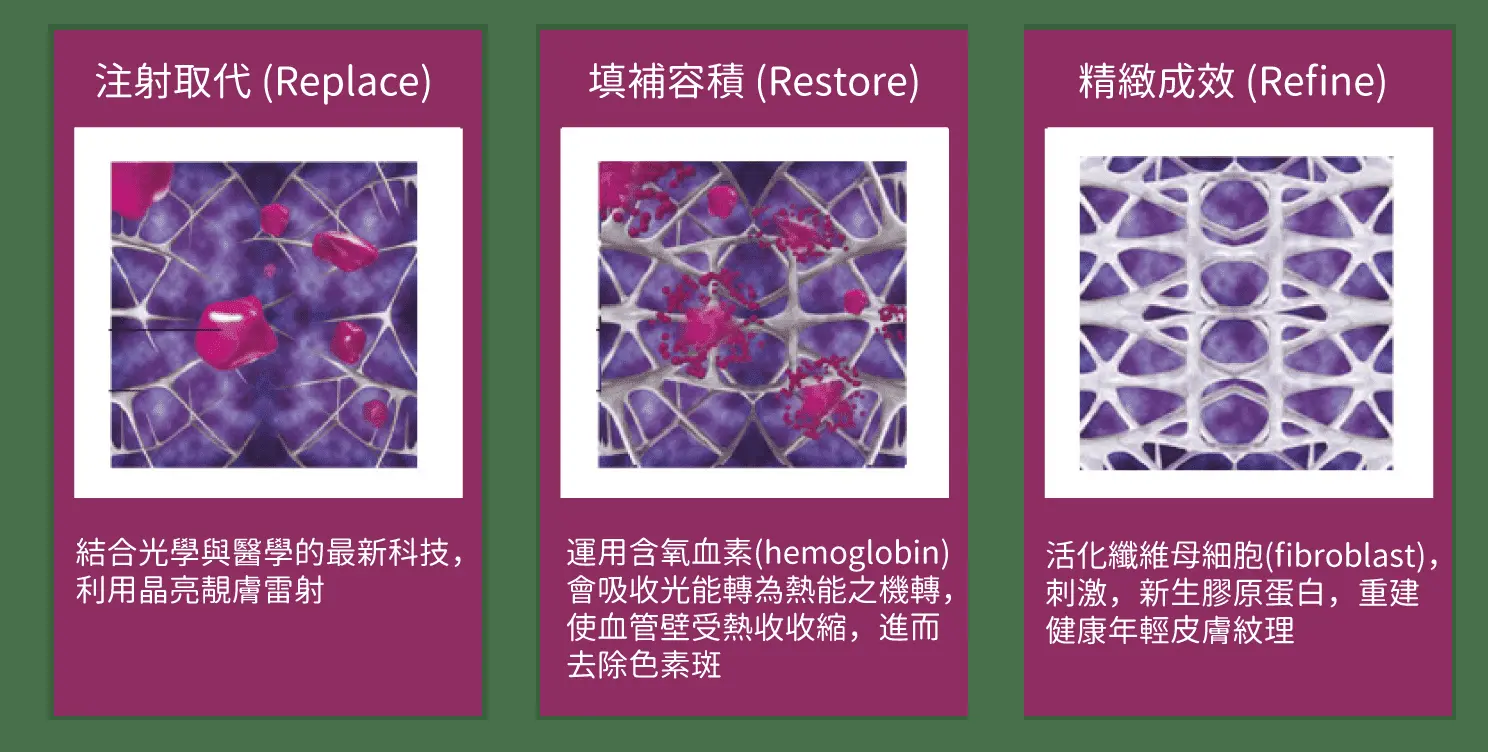 注射取代 (Replace)
結合光學與醫學的最新科技，
利用晶亮靚膚雷射
填補容積 (Restore)
運用含氧血素(hemoglobin)
會吸收光能轉為熱能之機轉，
使血管壁受熱收收縮，進而
去除色素斑
精緻成效 (Refine)
活化纖維母細胞(fibroblast)，
刺激，新生膠原蛋白，重建
健康年輕皮膚紋理